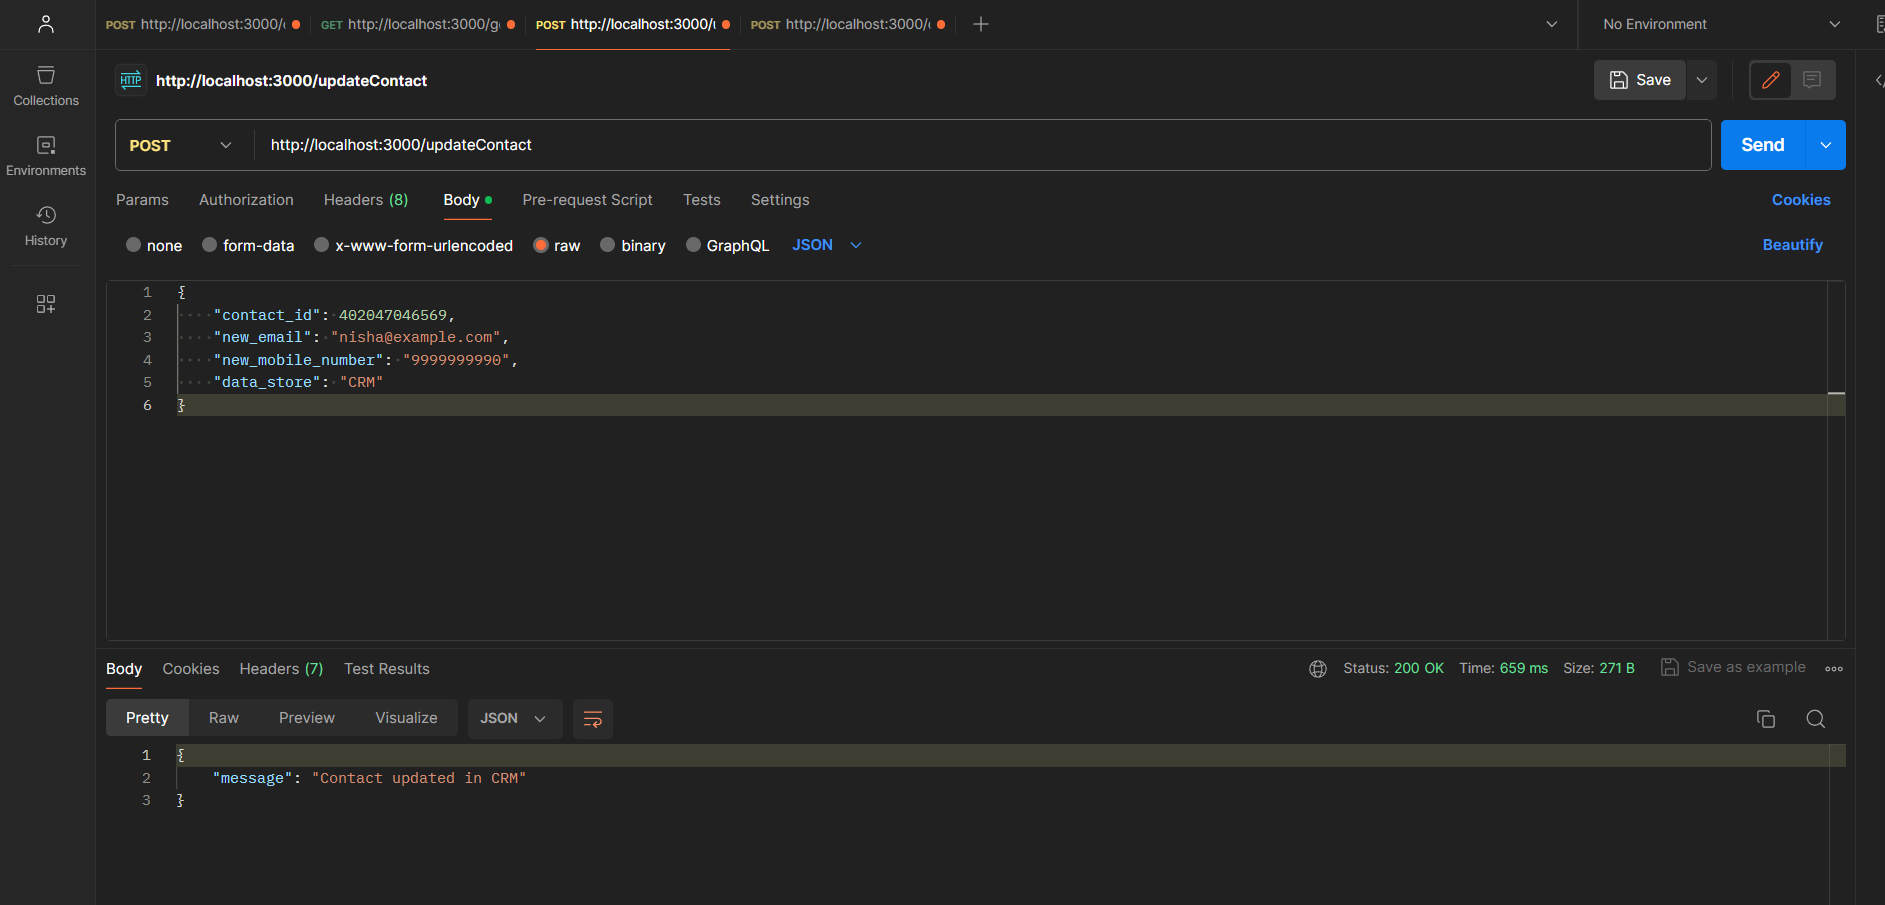 POST http://localhost:3000/
GET http://localhost:3000/g
POST http://localhost:3000/
POST http://localhost:3000/
No Environment
Collections
Environments
History
HTTP http://localhost:3000/updateContact
Save
POST http://localhost:3000/updateContact
Send
Params Authorization Headers (8) Body Pre-request Script Tests Settings Cookies
none form-data x-www-form-urlencoded raw binary GraphQL JSON Beautify
1 {
2 "contact_id": 402047046569,
3 "new_email": "nisha@example.com",
4 "new_mobile_number": "9999999990",
5 "data_store": "CRM"
6 }
Body Cookies Headers (7) Test Results Status: 200 OK Time: 659 ms Size: 271 B Save as example
Pretty Raw Preview Visualize JSON
1 {
2 "message": "Contact updated in CRM"
3 }